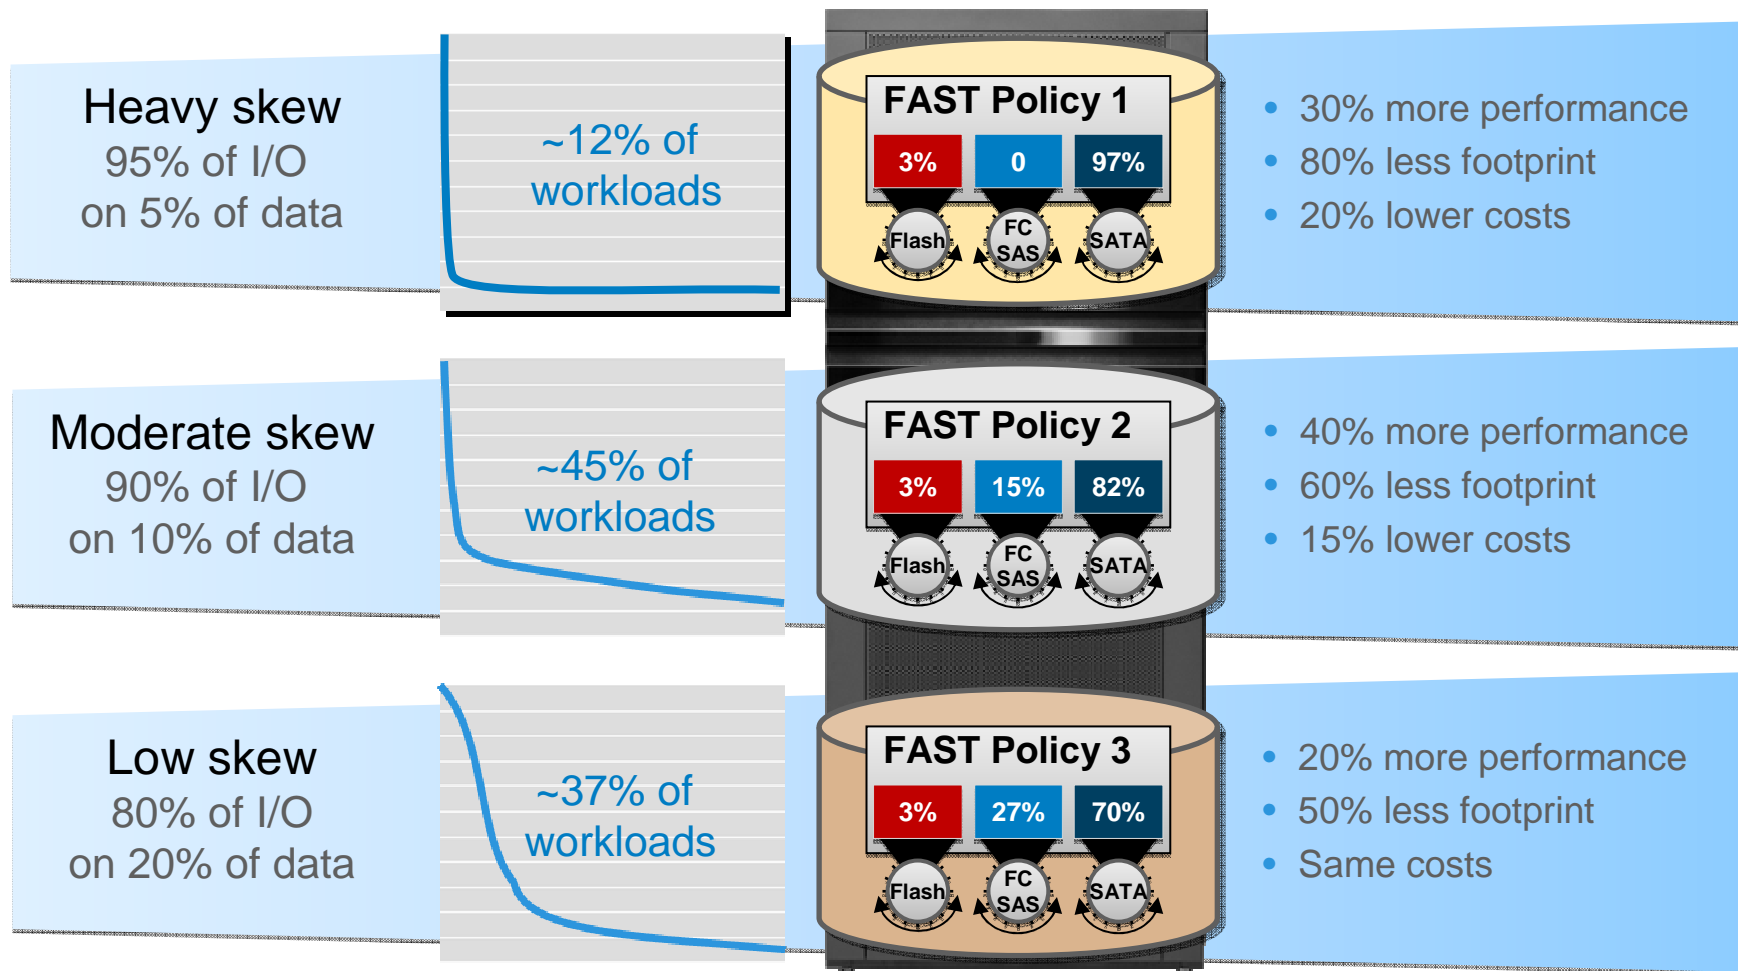 Heavy skew
95% of I/O
on 5% of data
~12% of
workloads
FAST Policy 1
3% 0 97%
Flash FC SAS SATA
• 30% more performance
• 80% less footprint
• 20% lower costs
Moderate skew
90% of I/O
on 10% of data
~45% of
workloads
FAST Policy 2
3% 15% 82%
Flash FC SAS SATA
• 40% more performance
• 60% less footprint
• 15% lower costs
Low skew
80% of I/O
on 20% of data
~37% of
workloads
FAST Policy 3
3% 27% 70%
Flash FC SAS SATA
• 20% more performance
• 50% less footprint
• Same costs